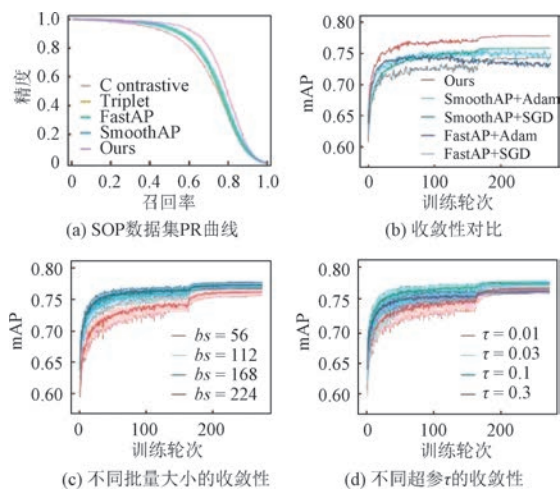 1.0
0.8
0.6
0.4
0.2
0
精度
C ontrastive
Triplet
FastAP
SmoothAP
Ours
0 0.2 0.4 0.6 0.8 1.0
召回率
(a) SOP数据集PR曲线
0.80
0.75
0.70
0.65
0.60
mAP
Ours
SmoothAP+Adam
SmoothAP+SGD
FastAP+Adam
FastAP+SGD
0 100 200
训练轮次
(b) 收敛性对比
0.80
0.75
0.70
0.65
0.60
mAP
bs = 56
bs = 112
bs = 168
bs = 224
0 100 200
训练轮次
(c) 不同批量大小的收敛性
0.80
0.75
0.70
0.65
0.60
mAP
τ = 0.01
τ = 0.03
τ = 0.1
τ = 0.3
0 100 200
训练轮次
(d) 不同超参τ的收敛性